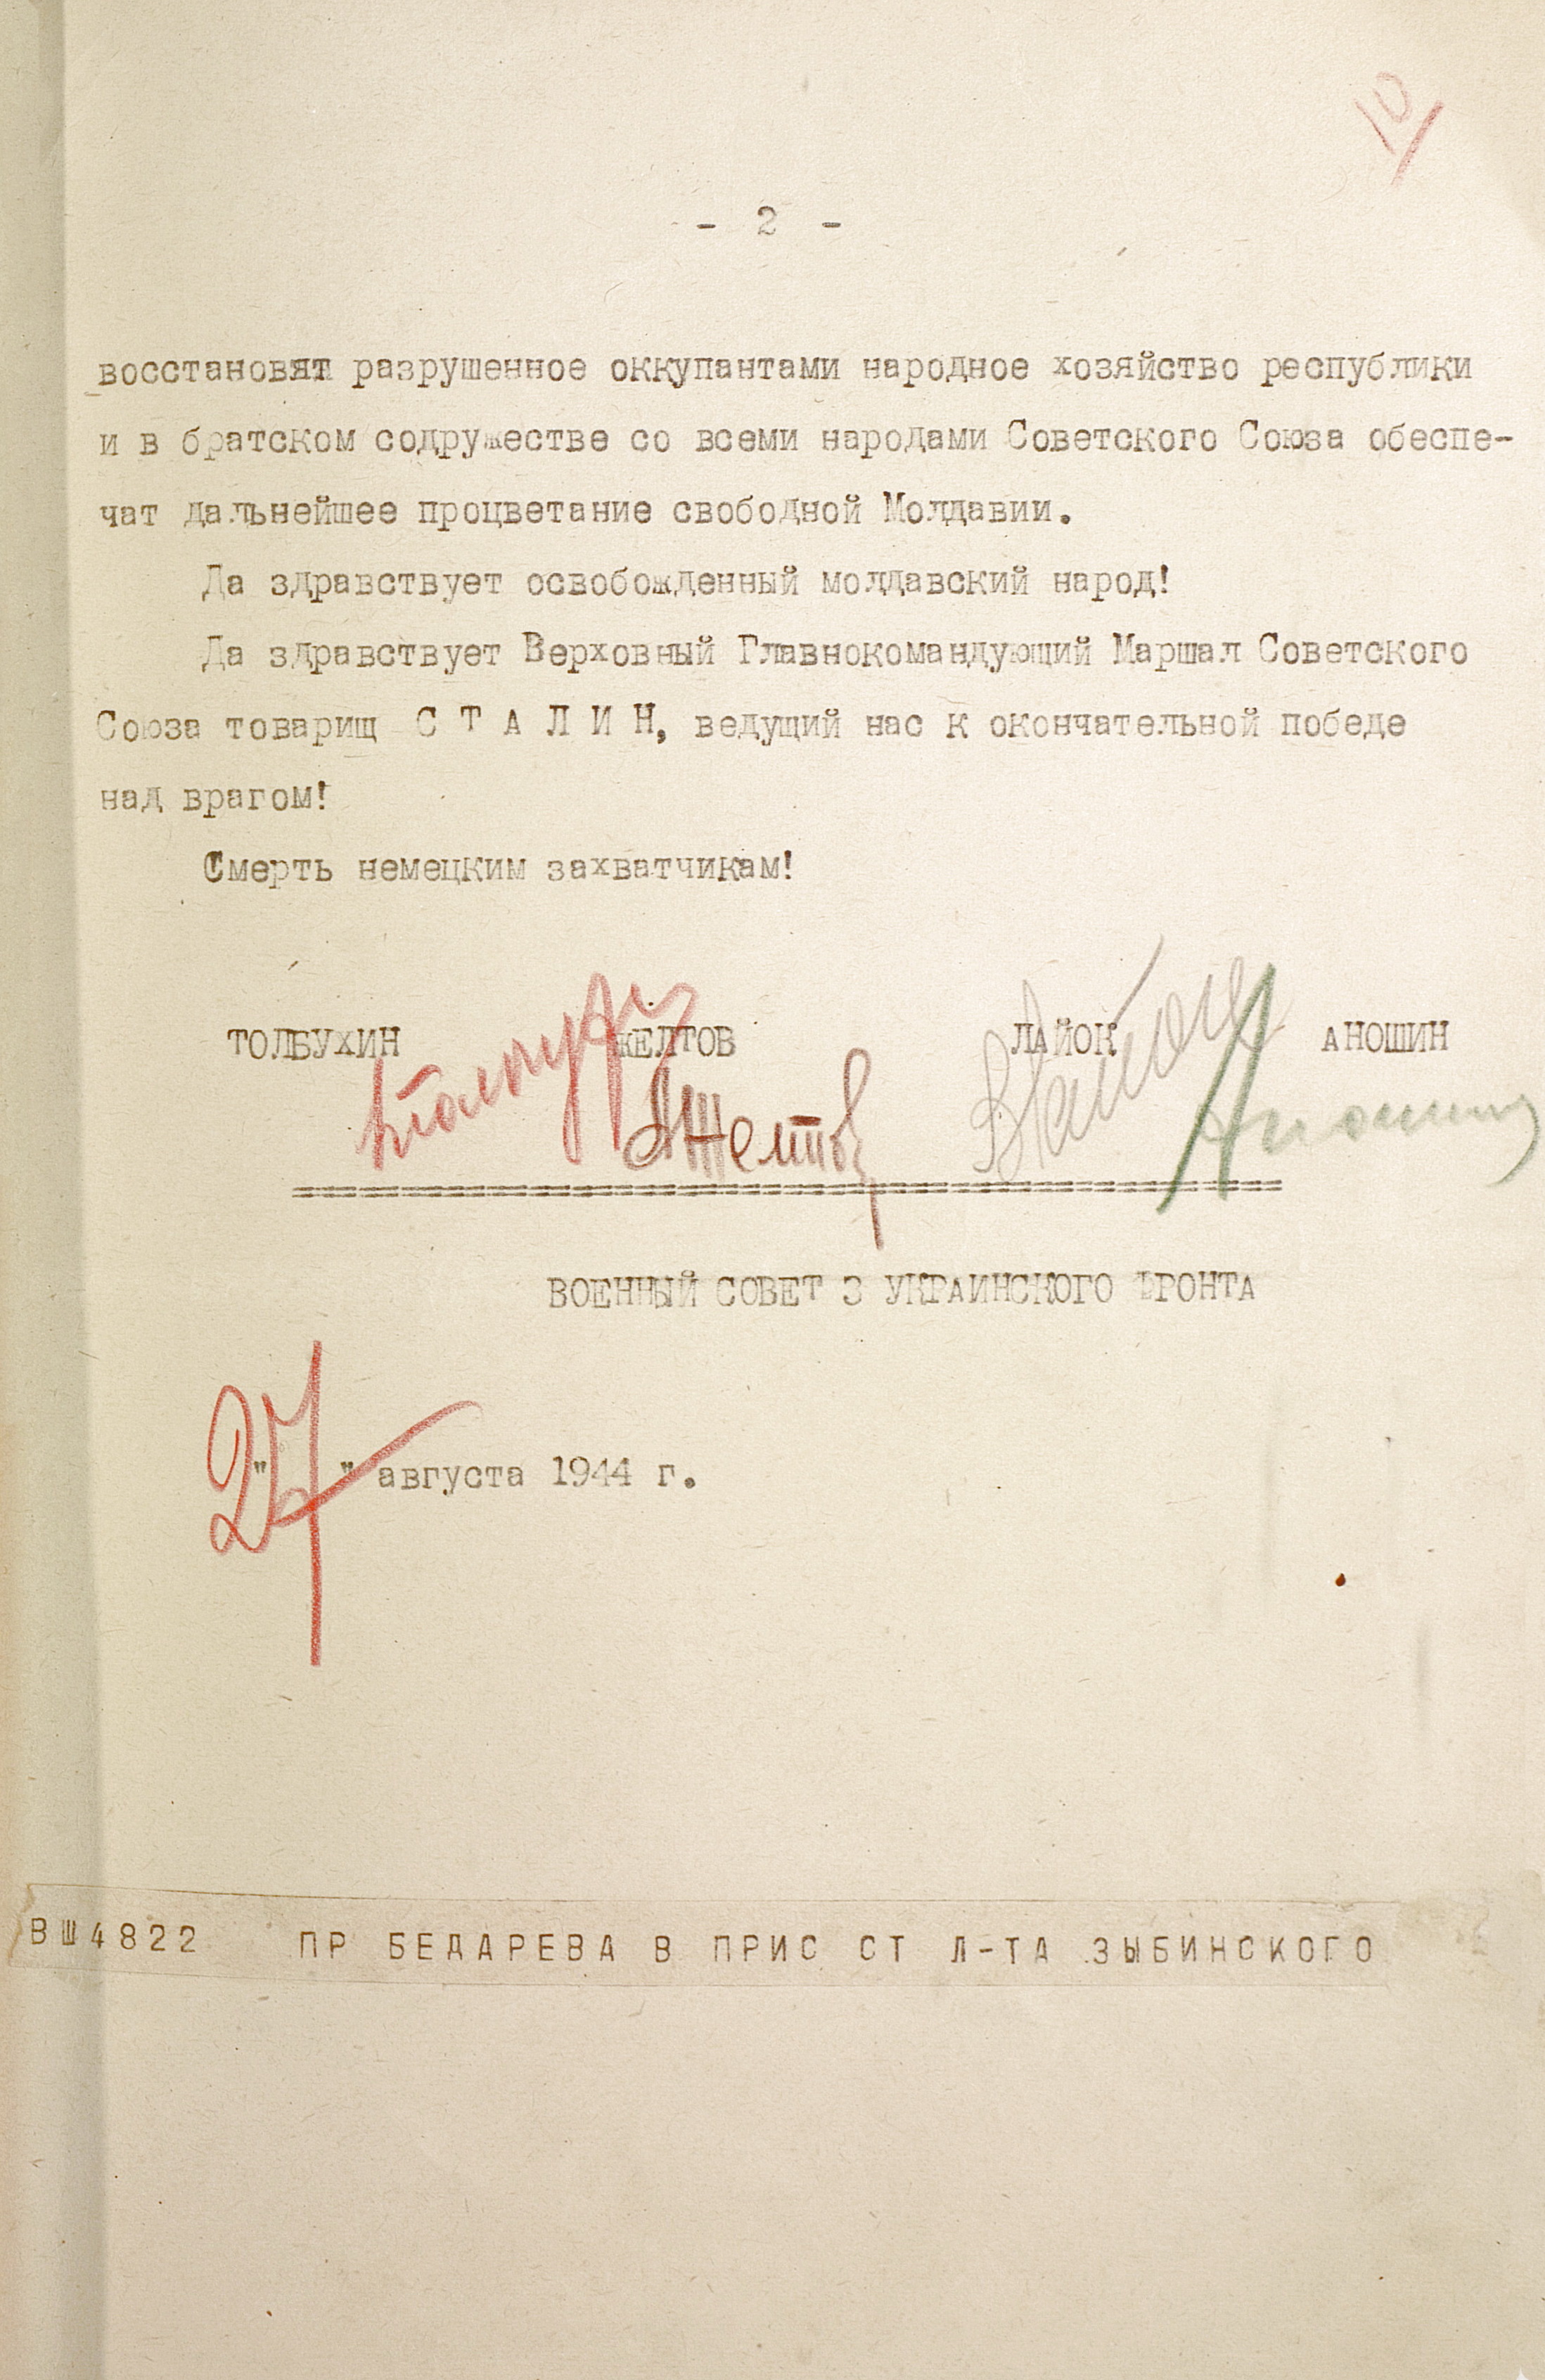 10
- 2 -
восстановят разрушенное оккупантами народное хозяйство республики
и в братском содружестве со всеми народами Советского Союза обеспе-
чат дальнейшее процветание свободной Молдавии.
Да здравствует освобожденный молдавский народ!
Да здравствует Верховный Главнокомандующий Маршал Советского
Союза товарищ С Т А Л И Н, ведущий нас к окончательной победе
над врагом!
Смерть немецким захватчикам!
ТОЛБУХИН ЖЕЛТОВ ЛАЙОК АНОШИН
АЖелтов Аношин
ВОЕННЫЙ СОВЕТ 3 УКРАИНСКОГО ФРОНТА
"27" августа 1944 г.
ВШ4822 ПР БЕДАРЕВА В ПРИС СТ Л-ТА ЗЫБИНСКОГО